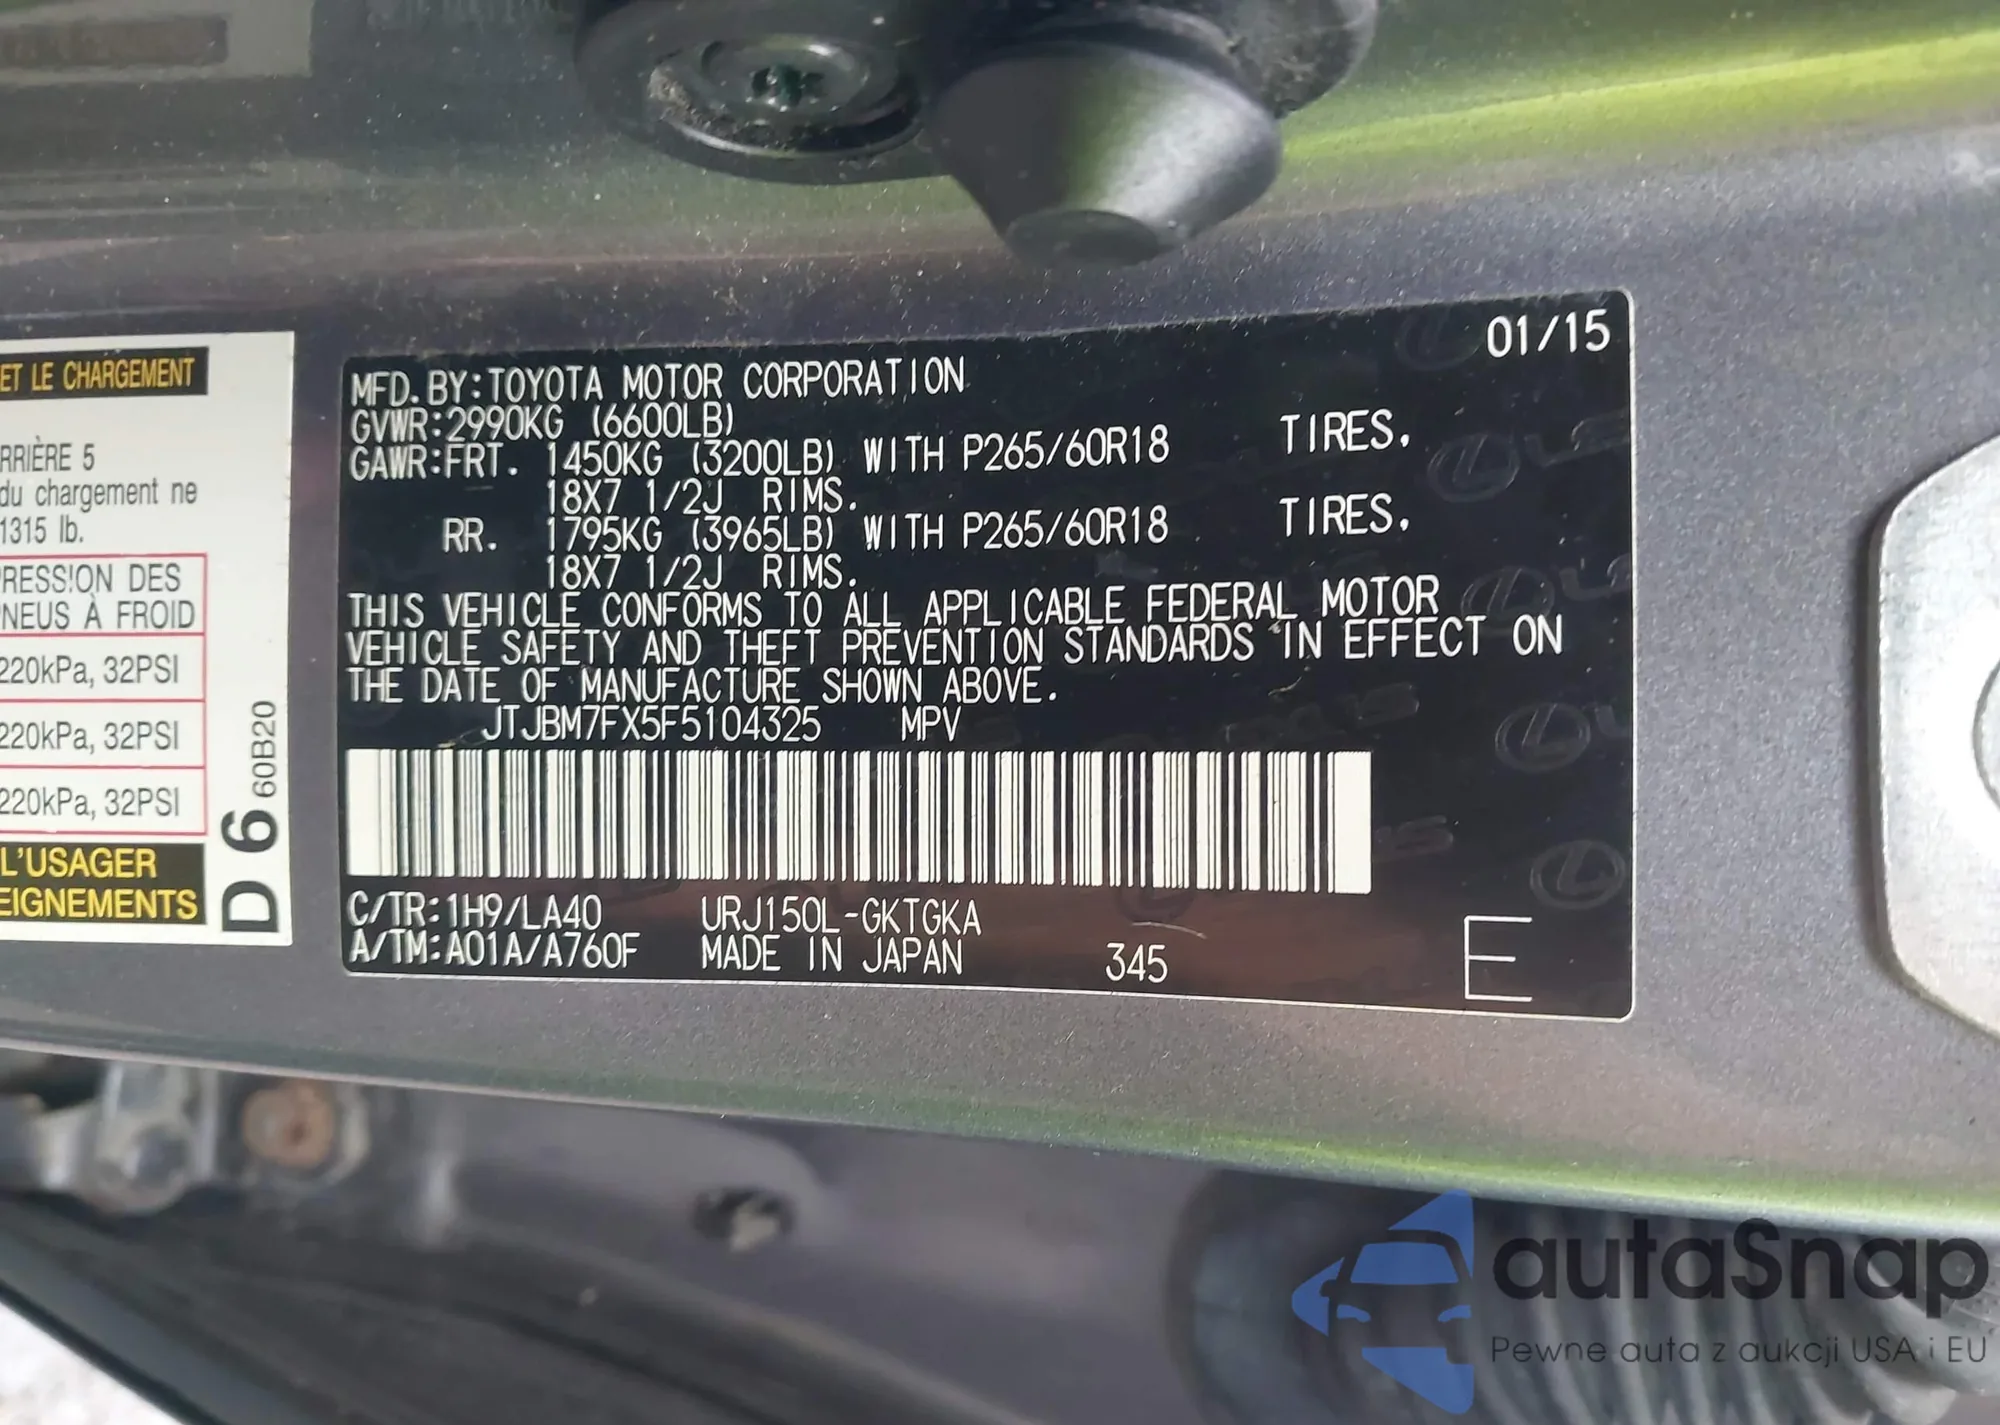 ET LE CHARGEMENT
RRIÈRE 5
du chargement ne
1315 lb.
RESSION DES
PNEUS À FROID
220kPa, 32PSI
220kPa, 32PSI
220kPa, 32PSI
L'USAGER
EIGNEMENTS
D 6 60B20
01/15
MFD.BY:TOYOTA MOTOR CORPORATION
GVWR:2990KG (6600LB)
GAWR:FRT. 1450KG (3200LB) WITH P265/60R18 TIRES.
18X7 1/2J RIMS.
RR. 1795KG (3965LB) WITH P265/60R18 TIRES.
18X7 1/2J RIMS.
THIS VEHICLE CONFORMS TO ALL APPLICABLE FEDERAL MOTOR
VEHICLE SAFETY AND THEFT PREVENTION STANDARDS IN EFFECT ON
THE DATE OF MANUFACTURE SHOWN ABOVE.
JTJBM7FX5F5104325 MPV
C/TR:1H9/LA40 URJ150L-GKTGKA
A/TM:A01A/A760F MADE IN JAPAN 345 E
autaSnap
Pewne auta z aukcji USA i EU